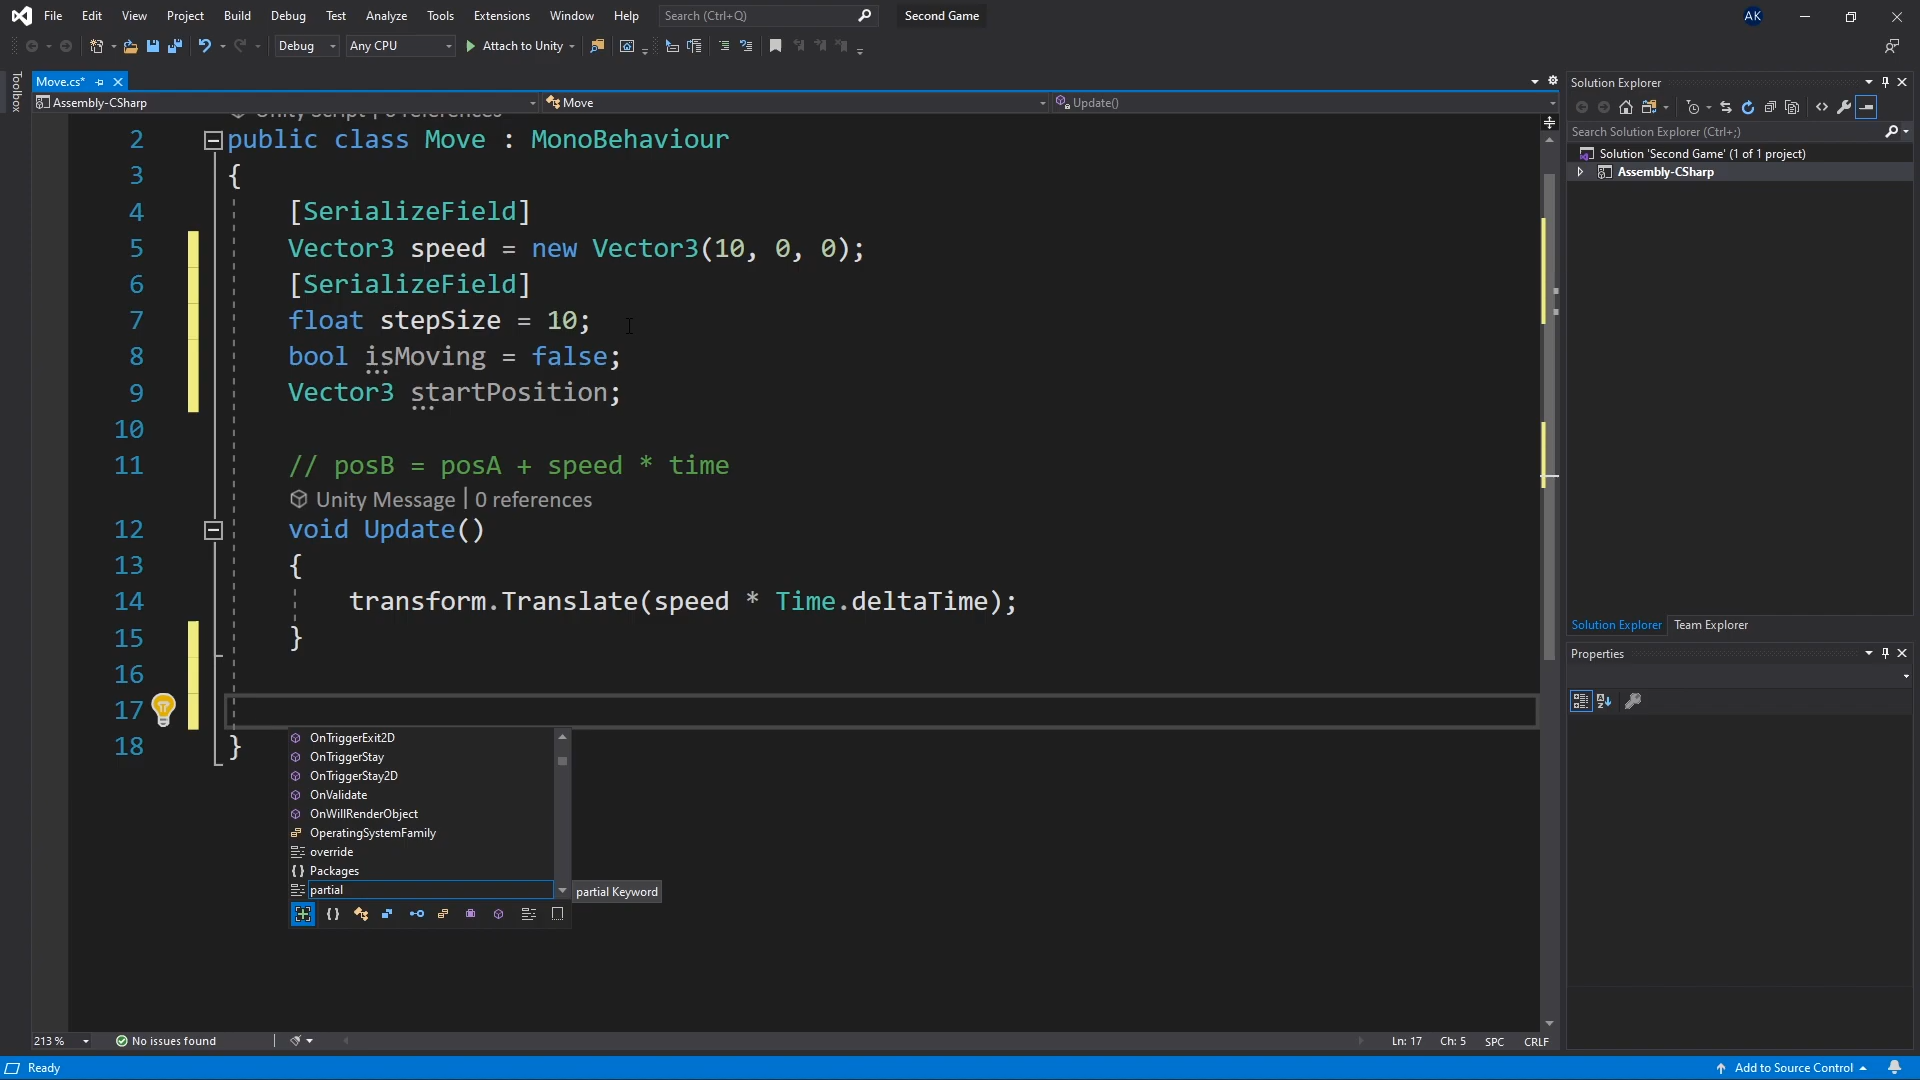 File Edit View Project Build Debug Test Analyze Tools Extensions Window Help Search (Ctrl+Q) Second Game AK
Debug Any CPU Attach to Unity
Toolbox
Move.cs*
Assembly-CSharp Move Update()
2 public class Move : MonoBehaviour
3 {
4 [SerializeField]
5 Vector3 speed = new Vector3(10, 0, 0);
6 [SerializeField]
7 float stepSize = 10;
8 bool isMoving = false;
9 Vector3 startPosition;
10
11 // posB = posA + speed * time
Unity Message | 0 references
12 void Update()
13 {
14 transform.Translate(speed * Time.deltaTime);
15 }
16
17
18 }
OnTriggerExit2D
OnTriggerStay
OnTriggerStay2D
OnValidate
OnWillRenderObject
OperatingSystemFamily
override
Packages
partial
partial Keyword
213 % No issues found Ln: 17 Ch: 5 SPC CRLF
Ready Add to Source Control
Solution Explorer
Search Solution Explorer (Ctrl+;)
Solution 'Second Game' (1 of 1 project)
Assembly-CSharp
Solution Explorer Team Explorer
Properties